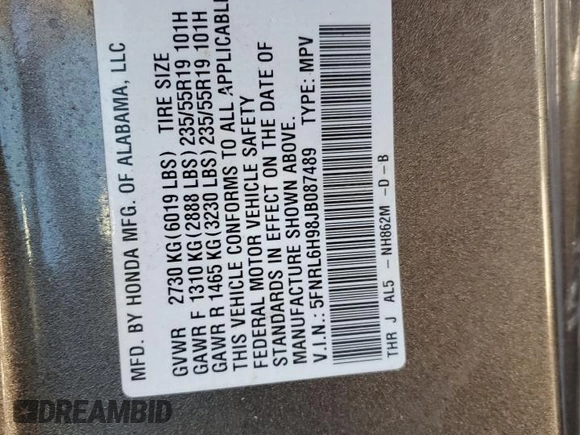 MFD. BY HONDA MFG. OF ALABAMA, LLC
GVWR 2730 KG(6019 LBS) TIRE SIZE
GAWR F 1310 KG(2888 LBS)235/55R19 101H
GAWR R 1465 KG(3230 LBS)235/55R19 101H
THIS VEHICLE CONFORMS TO ALL APPLICABLE
FEDERAL MOTOR VEHICLE SAFETY
STANDARDS IN EFFECT ON THE DATE OF
MANUFACTURE SHOWN ABOVE.
V.I.N.: 5FNRL6H98JB087489 TYPE: MPV
THR J AL5 - NH862M -D -B
DREAMBID